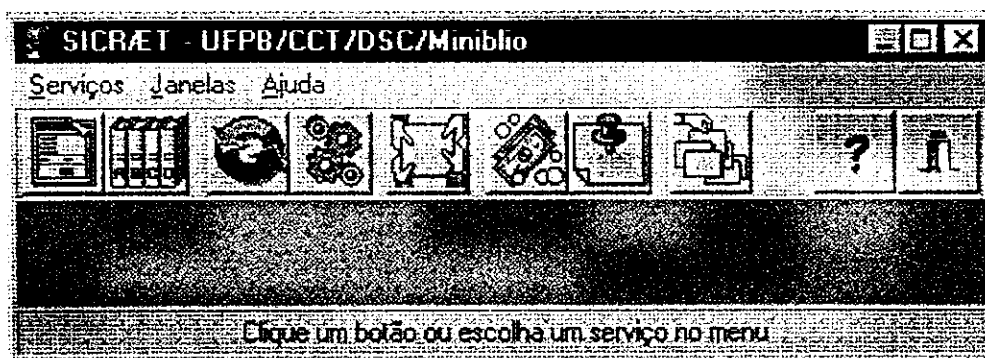 SICRÆT - UFPB/CCT/DSC/Miniblio
Serviços Janelas Ajuda
?
Clique um botão ou escolha um serviço no menu